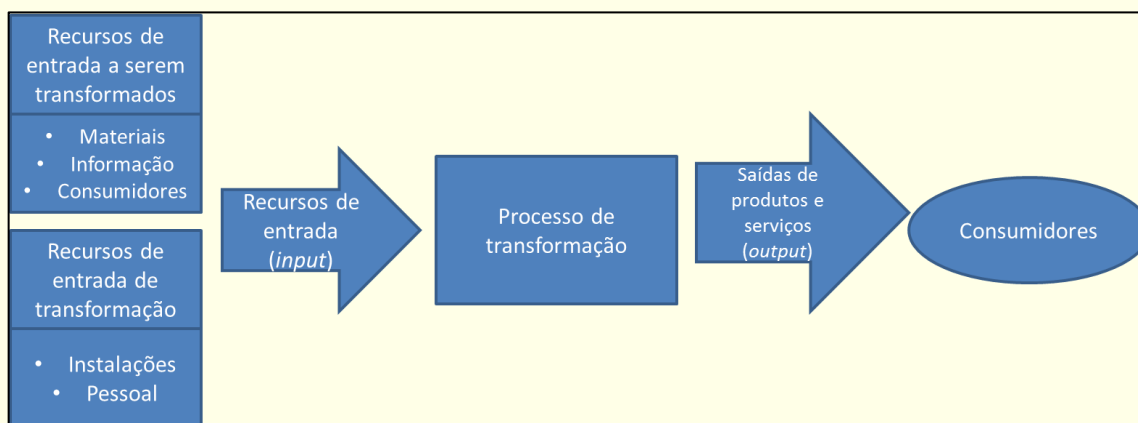 Recursos de
entrada a serem
transformados
• Materiais
• Informação
• Consumidores
Recursos de
entrada de
transformação
• Instalações
• Pessoal
Recursos de
entrada
(input)
Processo de
transformação
Saídas de
produtos e
serviços
(output)
Consumidores